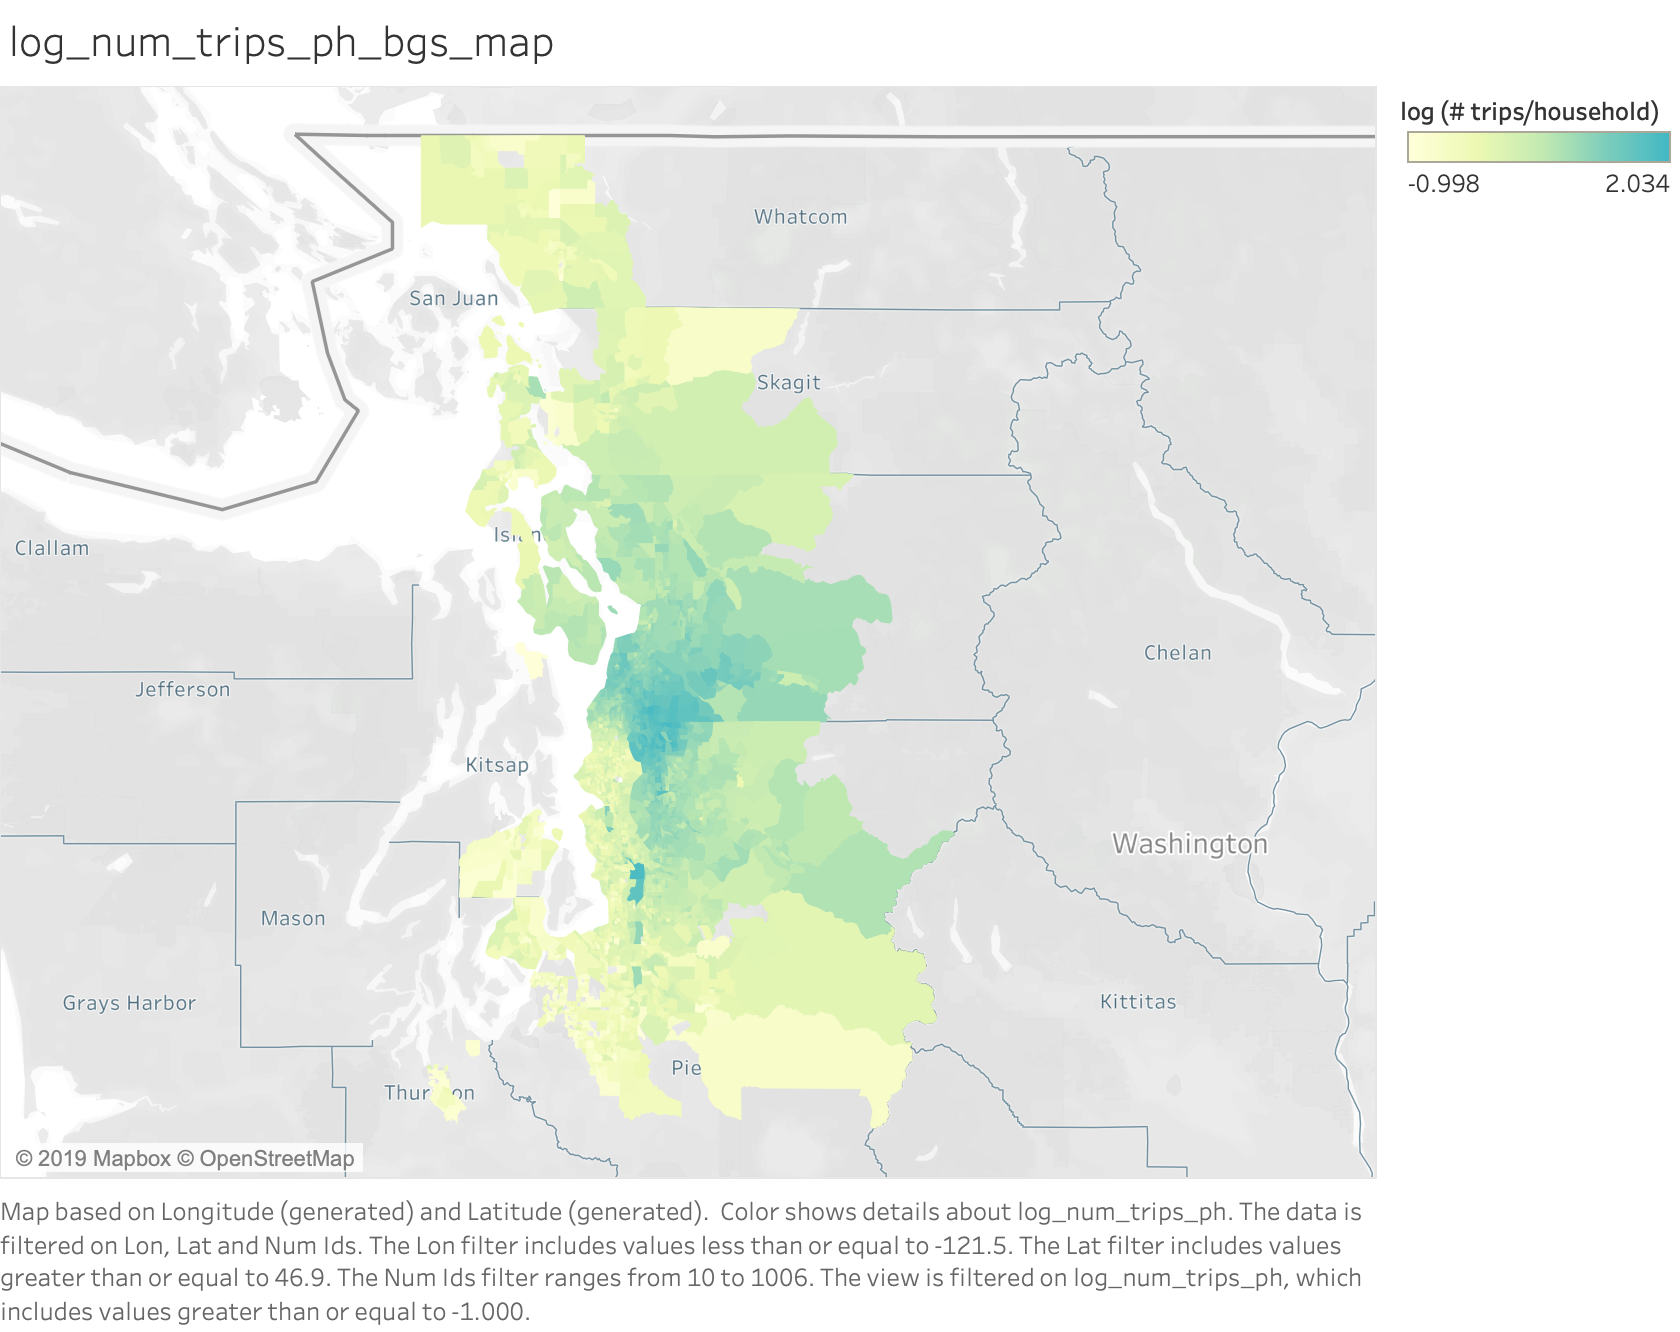 log_num_trips_ph_bgs_map
log (# trips/household)
-0.998 2.034
Whatcom
San Juan
Skagit
Clallam
Chelan
Jefferson
Kitsap
Washington
Mason
Grays Harbor
Kittitas
Pie
© 2019 Mapbox © OpenStreetMap
Map based on Longitude (generated) and Latitude (generated). Color shows details about log_num_trips_ph. The data is
filtered on Lon, Lat and Num Ids. The Lon filter includes values less than or equal to -121.5. The Lat filter includes values
greater than or equal to 46.9. The Num Ids filter ranges from 10 to 1006. The view is filtered on log_num_trips_ph, which
includes values greater than or equal to -1.000.